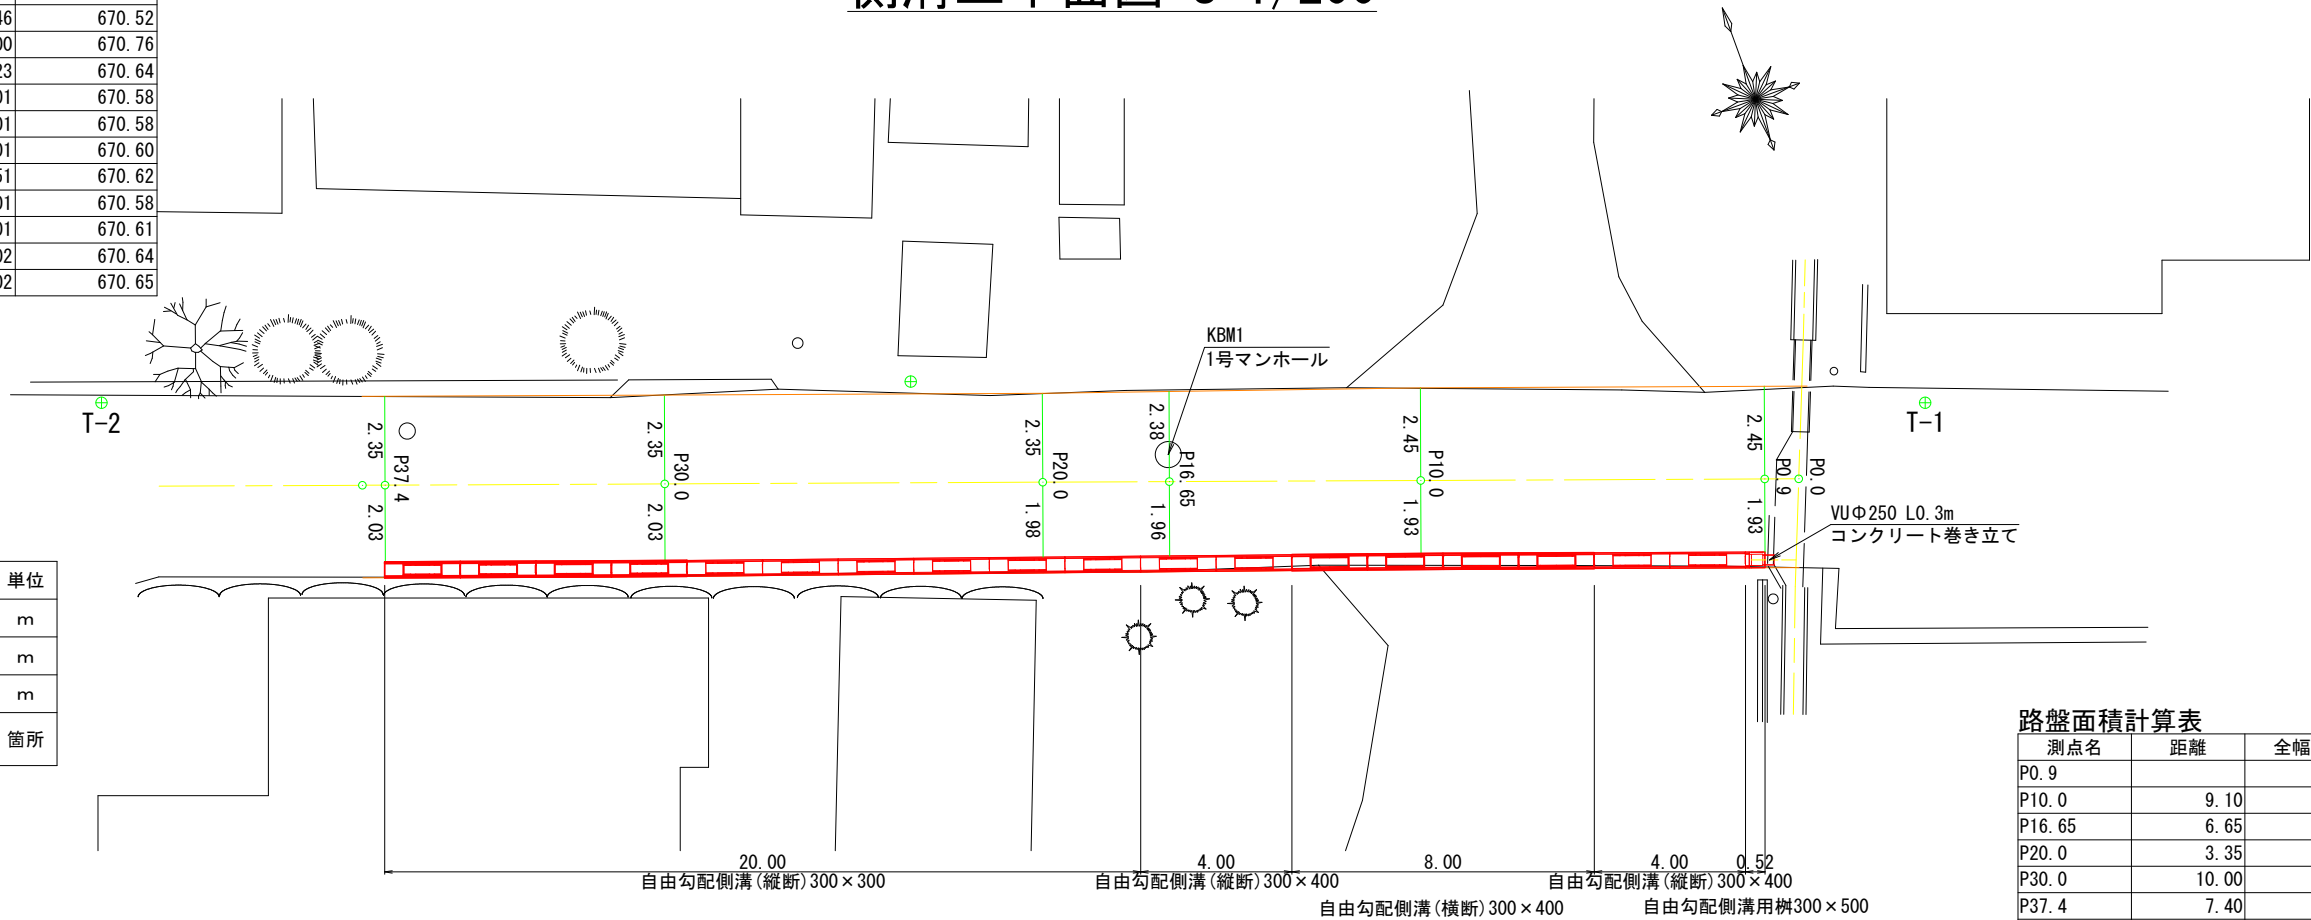 670.52
670.76
670.64
670.58
670.58
670.60
670.62
670.58
670.61
670.64
670.65
KBM1
1号マンホール
T-2
T-1
2.35
P37.4
2.03
2.35
P30.0
2.03
2.35
P20.0
1.98
2.38
P16.65
1.96
2.45
P10.0
1.93
2.45
P0.9
P0.0
1.93
VUΦ250 L0.3m
コンクリート巻き立て
単位
m
m
m
箇所
20.00
4.00
8.00
4.00
0.52
自由勾配側溝(縦断)300×300
自由勾配側溝(縦断)300×400
自由勾配側溝(縦断)300×400
自由勾配側溝(横断)300×400
自由勾配側溝用桝300×500
路盤面積計算表
測点名 距離 全幅
P0.9
P10.0 9.10
P16.65 6.65
P20.0 3.35
P30.0 10.00
P37.4 7.40